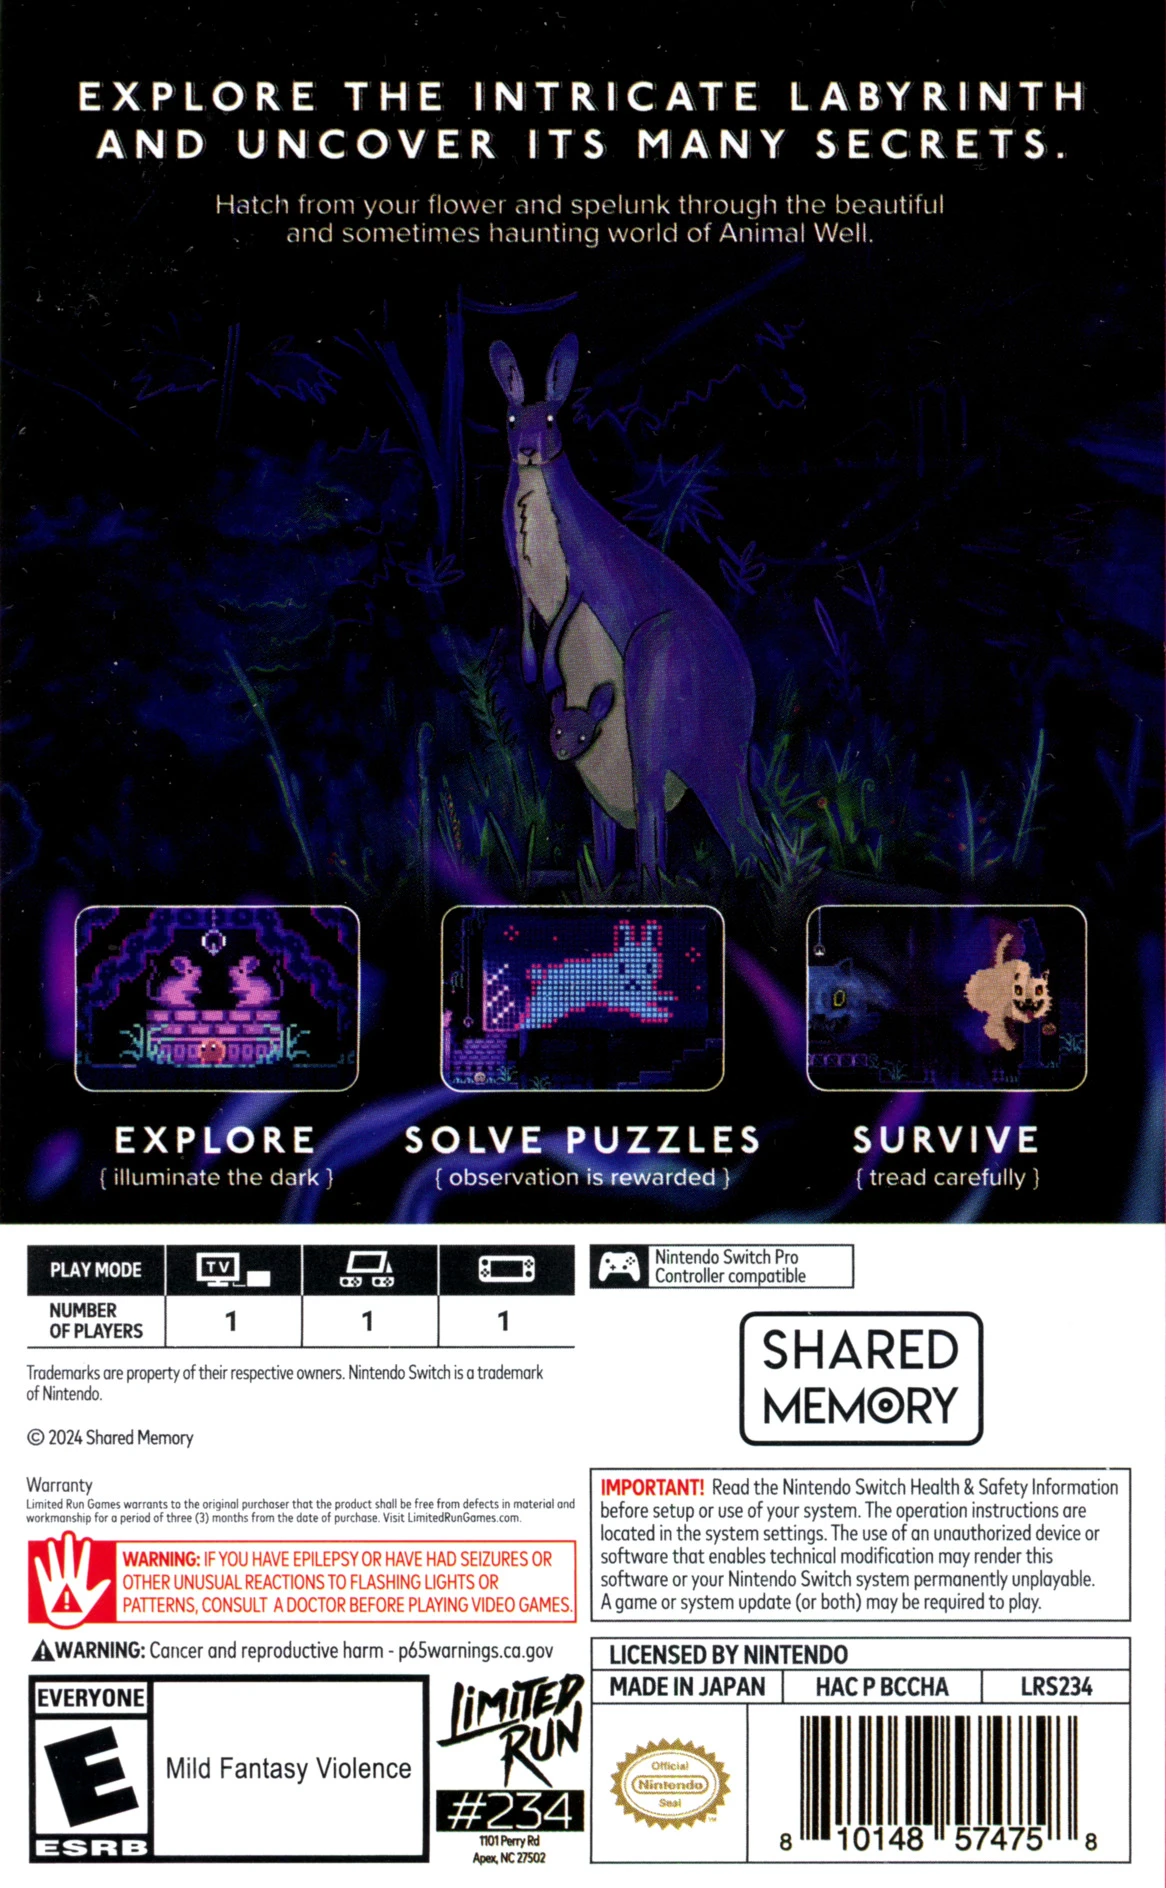 EXPLORE THE INTRICATE LABYRINTH
AND UNCOVER ITS MANY SECRETS.
Hatch from your flower and spelunk through the beautiful
and sometimes haunting world of Animal Well.
EXPLORE
{ illuminate the dark }
SOLVE PUZZLES
{ observation is rewarded }
SURVIVE
{ tread carefully }
PLAY MODE
TV
NUMBER
OF PLAYERS
1
1
1
Nintendo Switch Pro
Controller compatible
SHARED
MEMORY
Trademarks are property of their respective owners. Nintendo Switch is a trademark
of Nintendo.
© 2024 Shared Memory
Warranty
Limited Run Games warrants to the original purchaser that the product shall be free from defects in material and
workmanship for a period of three (3) months from the date of purchase. Visit LimitedRunGames.com.
WARNING: IF YOU HAVE EPILEPSY OR HAVE HAD SEIZURES OR
OTHER UNUSUAL REACTIONS TO FLASHING LIGHTS OR
PATTERNS, CONSULT A DOCTOR BEFORE PLAYING VIDEO GAMES.
WARNING: Cancer and reproductive harm - p65warnings.ca.gov
IMPORTANT! Read the Nintendo Switch Health & Safety Information
before setup or use of your system. The operation instructions are
located in the system settings. The use of an unauthorized device or
software that enables technical modification may render this
software or your Nintendo Switch system permanently unplayable.
A game or system update (or both) may be required to play.
EVERYONE
E
ESRB
Mild Fantasy Violence
LiMiTED
RUN
#234
1101 Perry Rd
Apex, NC 27502
LICENSED BY NINTENDO
MADE IN JAPAN
HAC P BCCHA
LRS234
Official
Nintendo
Seal
TM
8 10148 57475 8